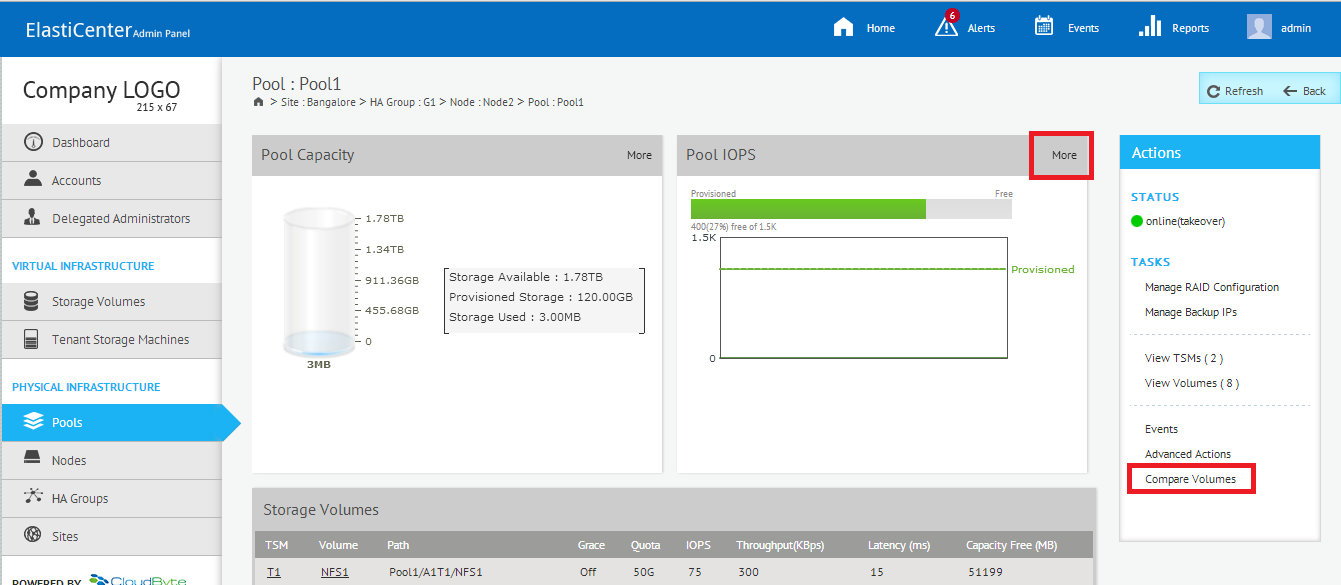 ElastiCenter Admin Panel
Home
6
Alerts
Events
Reports
admin
Company LOGO
215 x 67
Dashboard
Accounts
Delegated Administrators
VIRTUAL INFRASTRUCTURE
Storage Volumes
Tenant Storage Machines
PHYSICAL INFRASTRUCTURE
Pools
Nodes
HA Groups
Sites
POWERED BY CloudByte
Pool : Pool1
> Site : Bangalore > HA Group : G1 > Node : Node2 > Pool : Pool1
Refresh
Back
Pool Capacity
More
1.78TB
1.34TB
911.36GB
455.68GB
0
3MB
Storage Available : 1.78TB
Provisioned Storage : 120.00GB
Storage Used : 3.00MB
Pool IOPS
More
Provisioned
Free
400(27%) free of 1.5K
1.5K
Provisioned
0
Actions
STATUS
online(takeover)
TASKS
Manage RAID Configuration
Manage Backup IPs
View TSMs ( 2 )
View Volumes ( 8 )
Events
Advanced Actions
Compare Volumes
Storage Volumes
TSM Volume Path Grace Quota IOPS Throughput(KBps) Latency (ms) Capacity Free (MB)
T1 NFS1 Pool1/A1T1/NFS1 Off 50G 75 300 15 51199